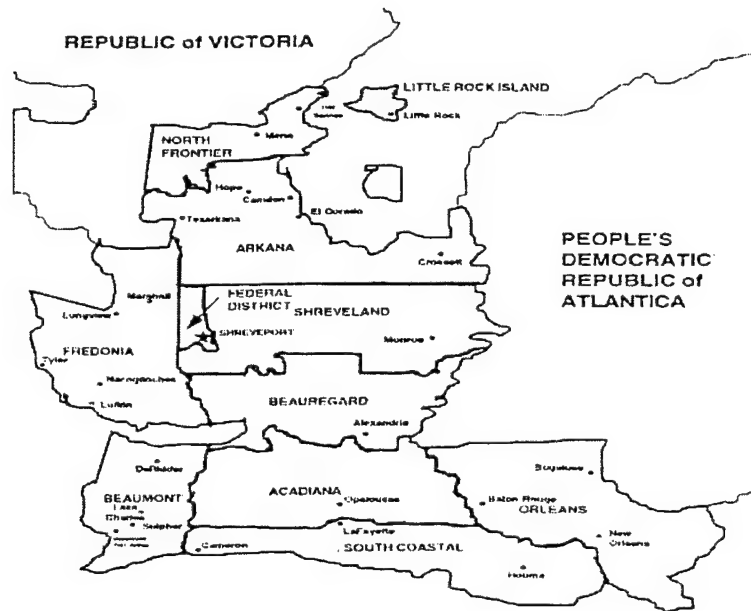 REPUBLIC of VICTORIA
LITTLE ROCK ISLAND
Little Rock
NORTH
FRONTIER
Mena
Hope
Camden
Texarkana
El Dorado
ARKANA
Crossett
PEOPLE'S
DEMOCRATIC
REPUBLIC of
ATLANTICA
Marshall
FEDERAL
DISTRICT
Longview
SHREVELAND
SHREVEPORT
Monroe
FREDONIA
Tyler
Nacogdoches
BEAUREGARD
Lufkin
Alexandria
DeRidder
Bogalusa
BEAUMONT
ACADIANA
Lake
Charles
Opelousas
Baton Rouge
ORLEANS
Sulpher
LaFayette
New
Orleans
Cameron
SOUTH COASTAL
Houma